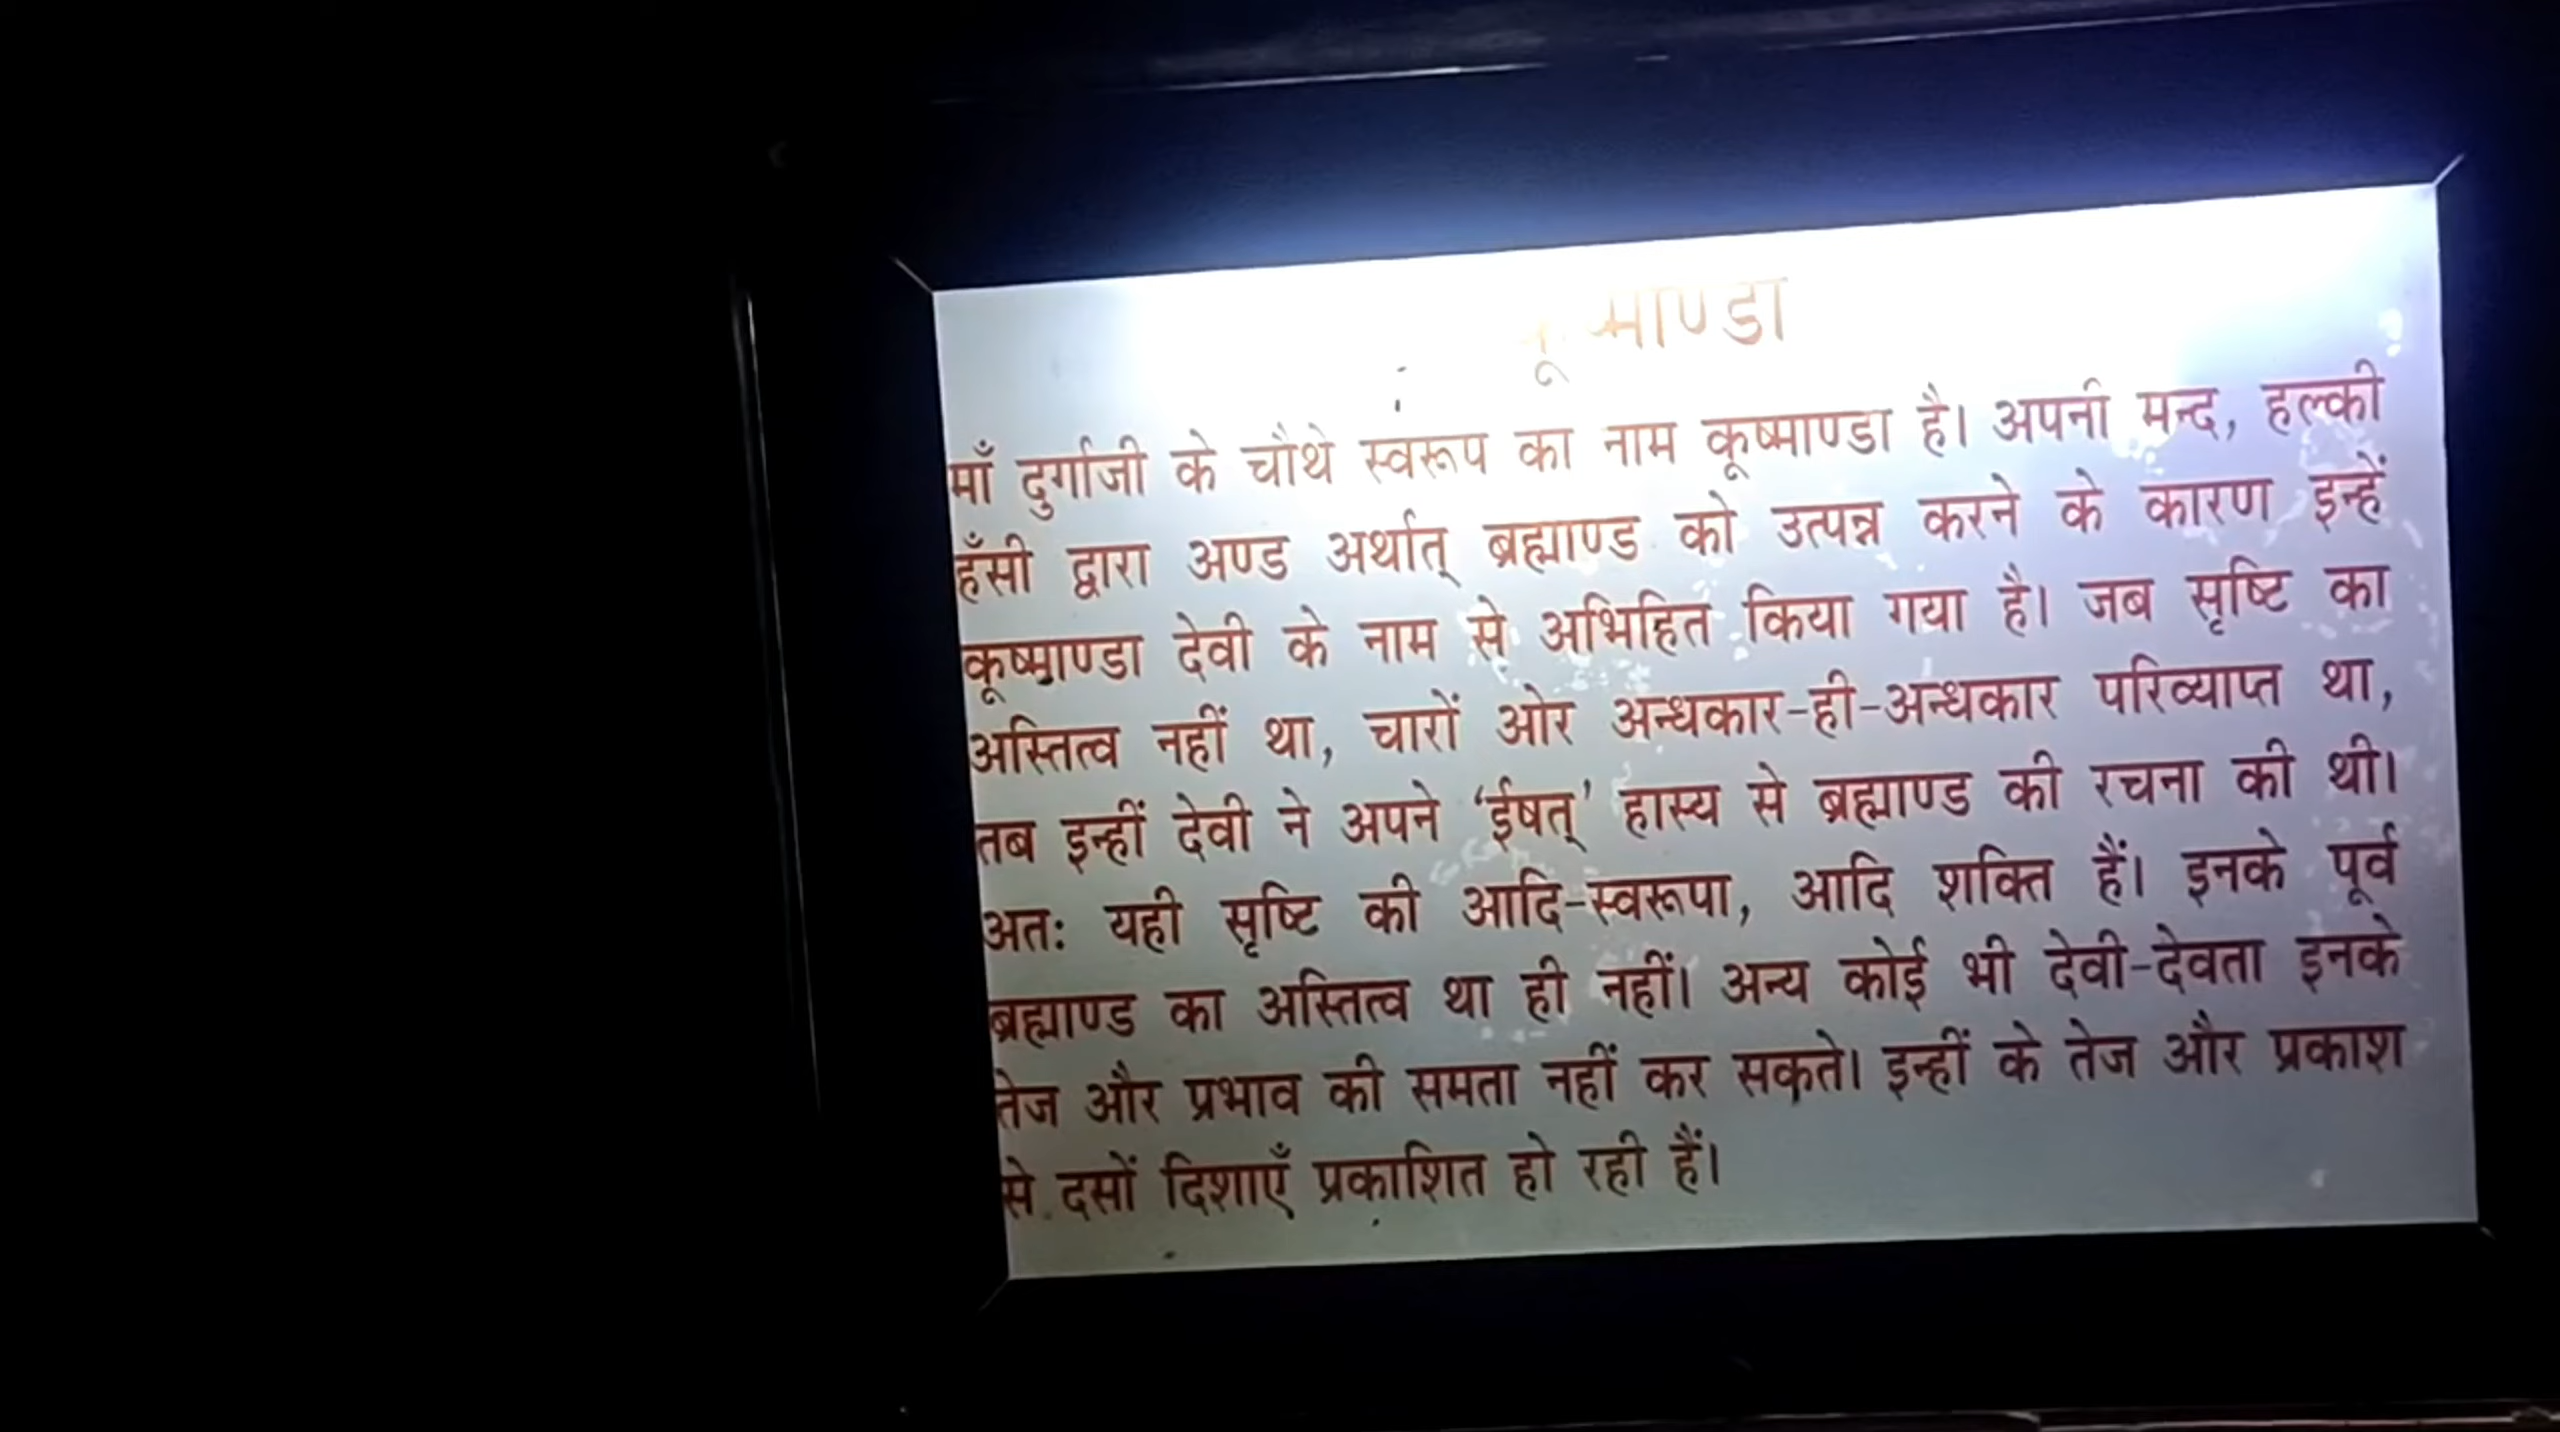 कूष्माण्डा
माँ दुर्गाजी के चौथे स्वरूप का नाम कूष्माण्डा है। अपनी मन्द, हल्की
हँसी द्वारा अण्ड अर्थात् ब्रह्माण्ड को उत्पन्न करने के कारण इन्हें
कूष्माण्डा देवी के नाम से अभिहित किया गया है। जब सृष्टि का
अस्तित्व नहीं था, चारों ओर अन्धकार-ही-अन्धकार परिव्याप्त था,
तब इन्हीं देवी ने अपने ‘ईषत्’ हास्य से ब्रह्माण्ड की रचना की थी।
अतः यही सृष्टि की आदि-स्वरूपा, आदि शक्ति हैं। इनके पूर्व
ब्रह्माण्ड का अस्तित्व था ही नहीं। अन्य कोई भी देवी-देवता इनके
तेज और प्रभाव की समता नहीं कर सकते। इन्हीं के तेज और प्रकाश
से दसों दिशाएँ प्रकाशित हो रही हैं।